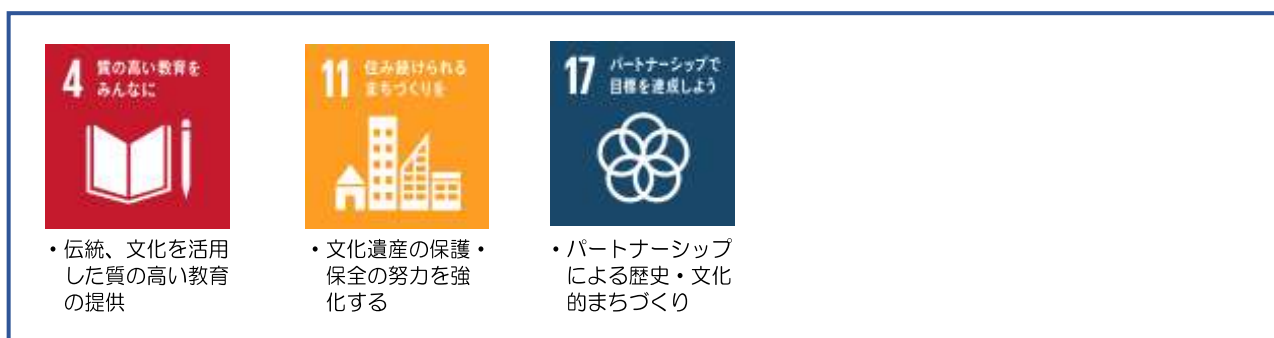 4 質の高い教育を
みんなに
・伝統、文化を活用
した質の高い教育
の提供
11 住み続けられる
まちづくりを
・文化遺産の保護・
保全の努力を強
化する
17 パートナーシップで
目標を達成しよう
・パートナーシップ
による歴史・文化
的まちづくり